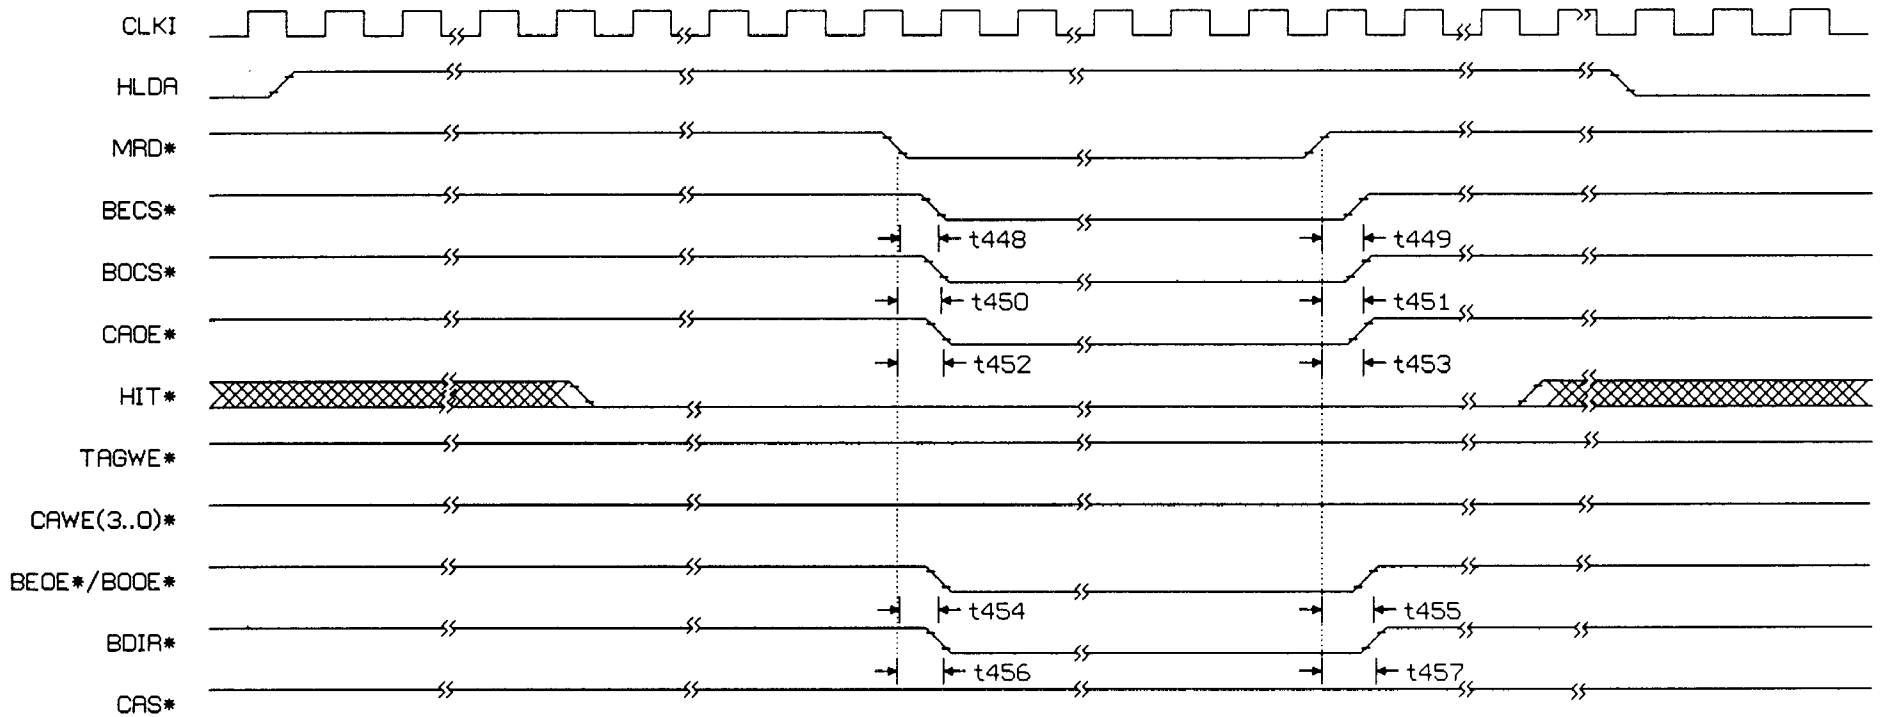 CLKI
HLDA
MRD*
BECS*
t448 t449
BOCS*
t450 t451
CAOE*
t452 t453
HIT*
TAGWE*
CAWE(3..0)*
BEOE*/BOOE*
t454 t455
BDIR*
t456 t457
CAS*